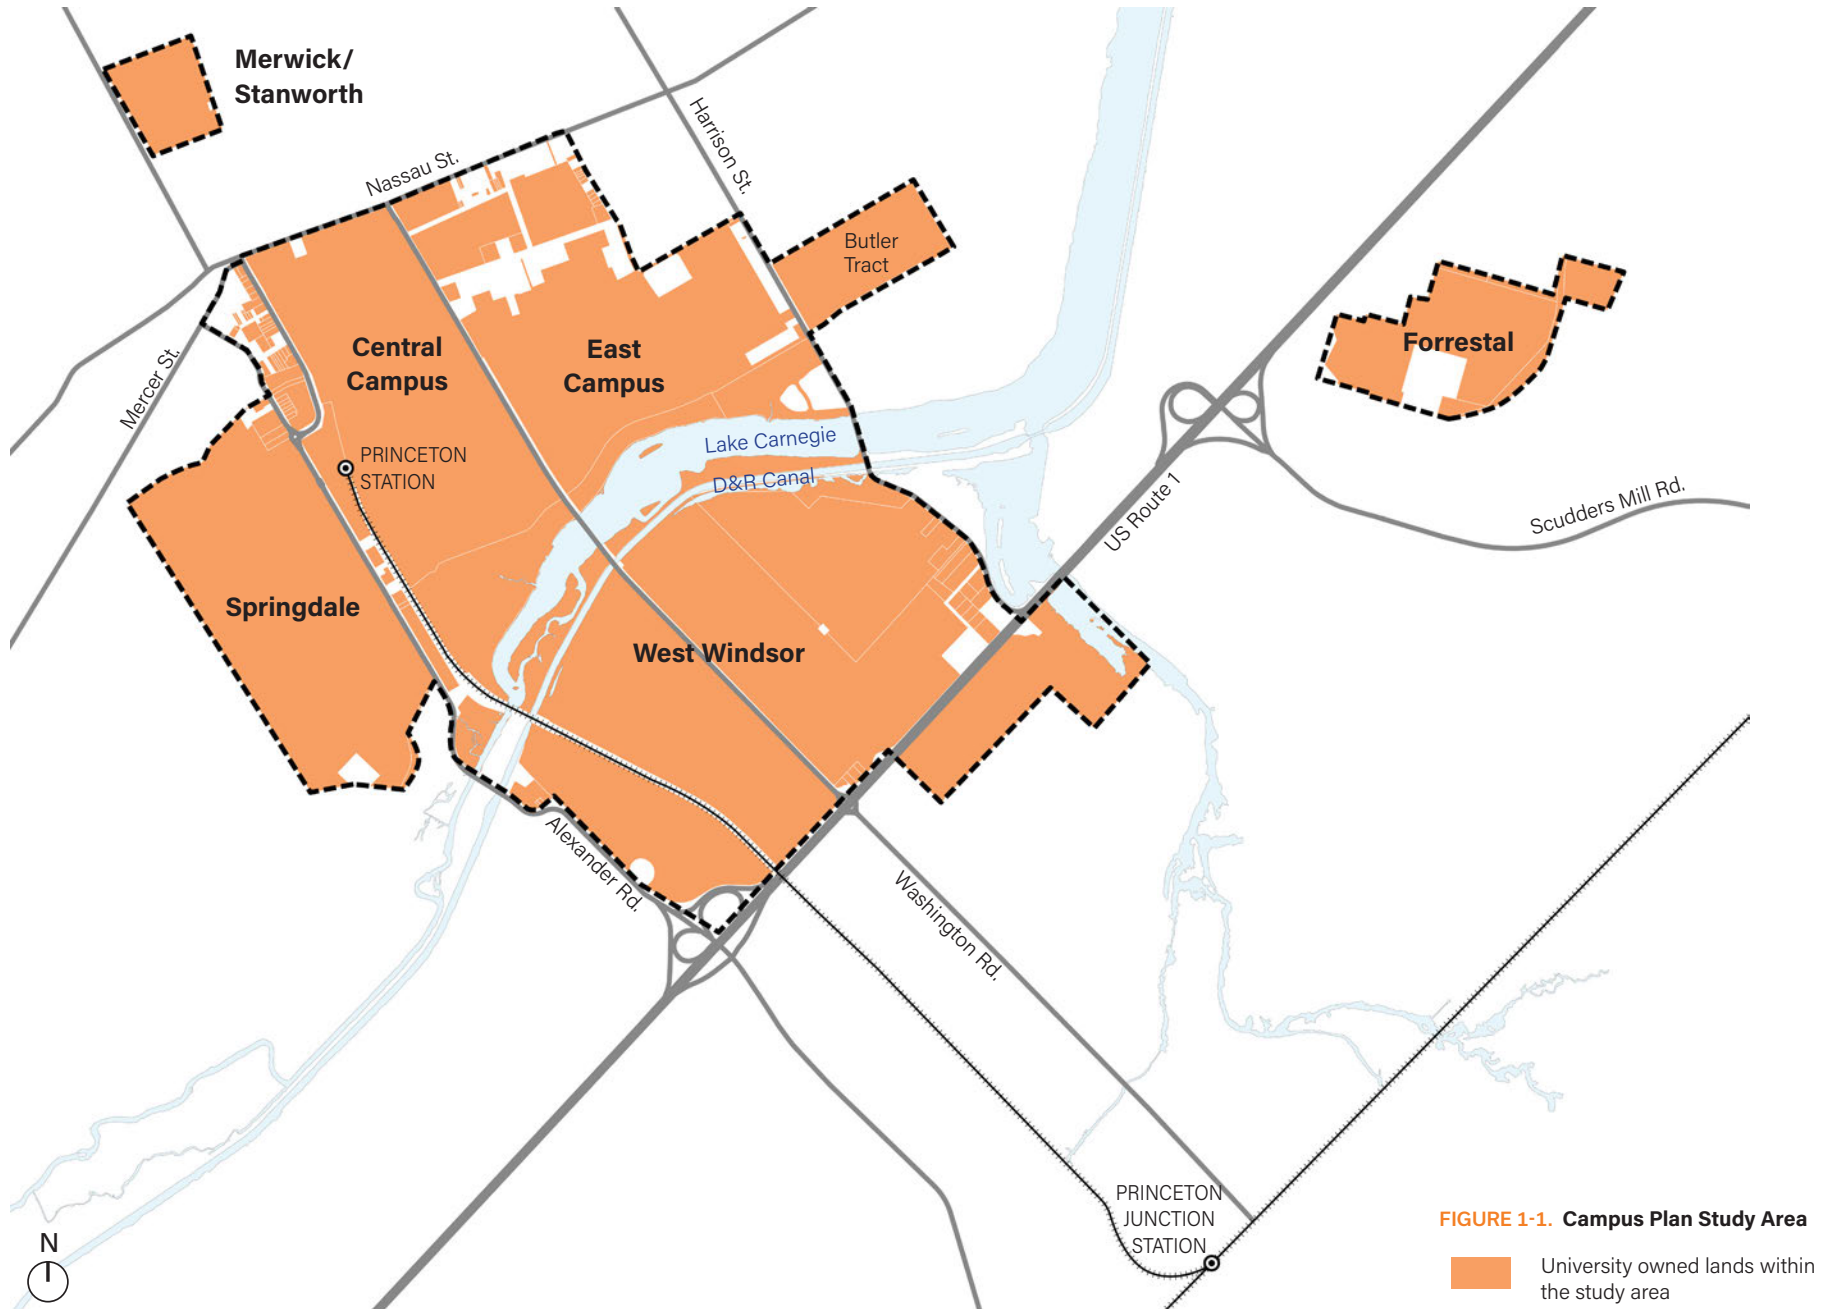 Merwick/
Stanworth
Nassau St.
Harrison St.
Butler
Tract
Mercer St.
Central
Campus
East
Campus
Forrestal
PRINCETON
STATION
Lake Carnegie
D&R Canal
US Route 1
Scudders Mill Rd.
Springdale
West Windsor
Alexander Rd.
Washington Rd.
PRINCETON
JUNCTION
STATION
N
FIGURE 1-1. Campus Plan Study Area
University owned lands within
the study area